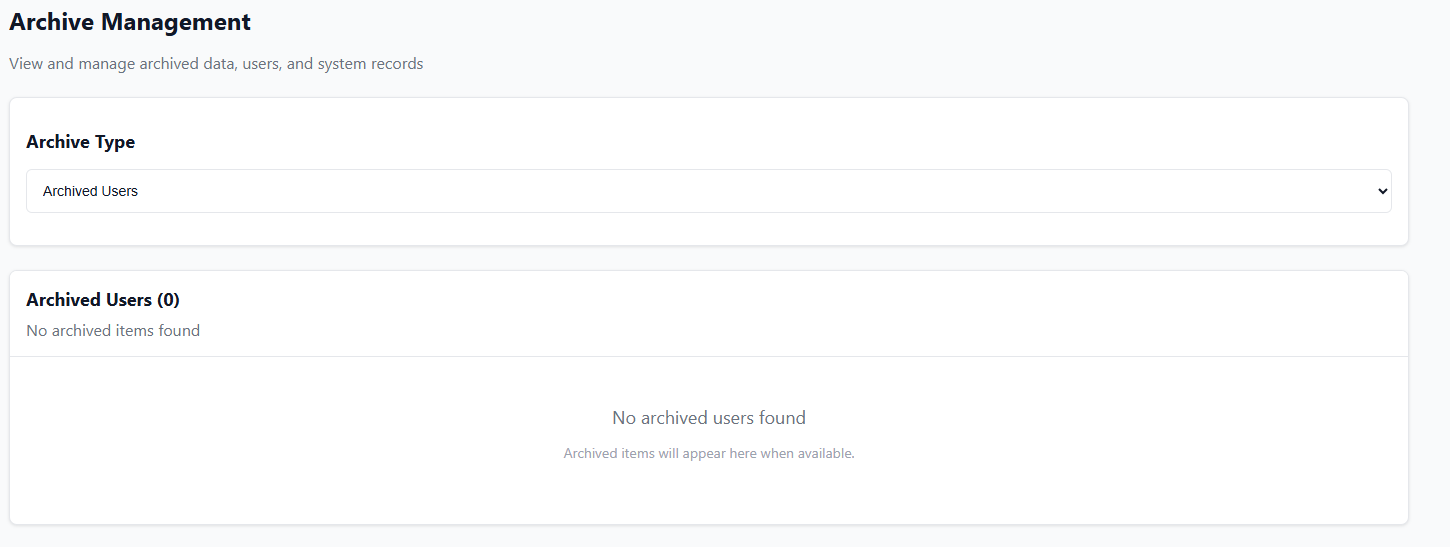 Archive Management
View and manage archived data, users, and system records
Archive Type
Archived Users
Archived Users (0)
No archived items found
No archived users found
Archived items will appear here when available.